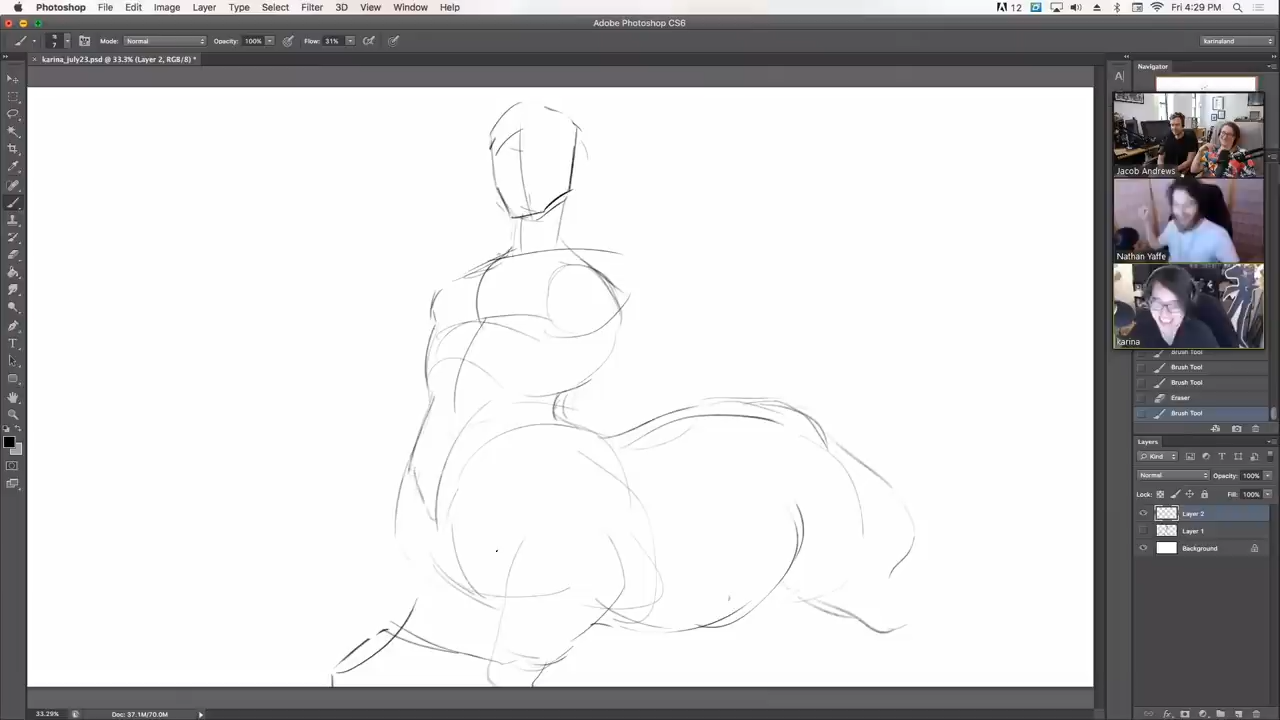 Photoshop File Edit Image Layer Type Select Filter 3D View Window Help 12 Fri 4:29 PM
Adobe Photoshop CS6
7 Mode: Normal Opacity: 100% Flow: 31% karinaland
karina_july23.psd @ 33.3% (Layer 2, RGB/8) *
Navigator
A
Jacob Andrews
Nathan Yaffe
karina
Brush Tool
Brush Tool
Brush Tool
Eraser
Brush Tool
Layers
Kind
Normal Opacity: 100%
Lock: Fill: 100%
Layer 2
Layer 1
Background
33.29% Doc: 37.1M/70.0M